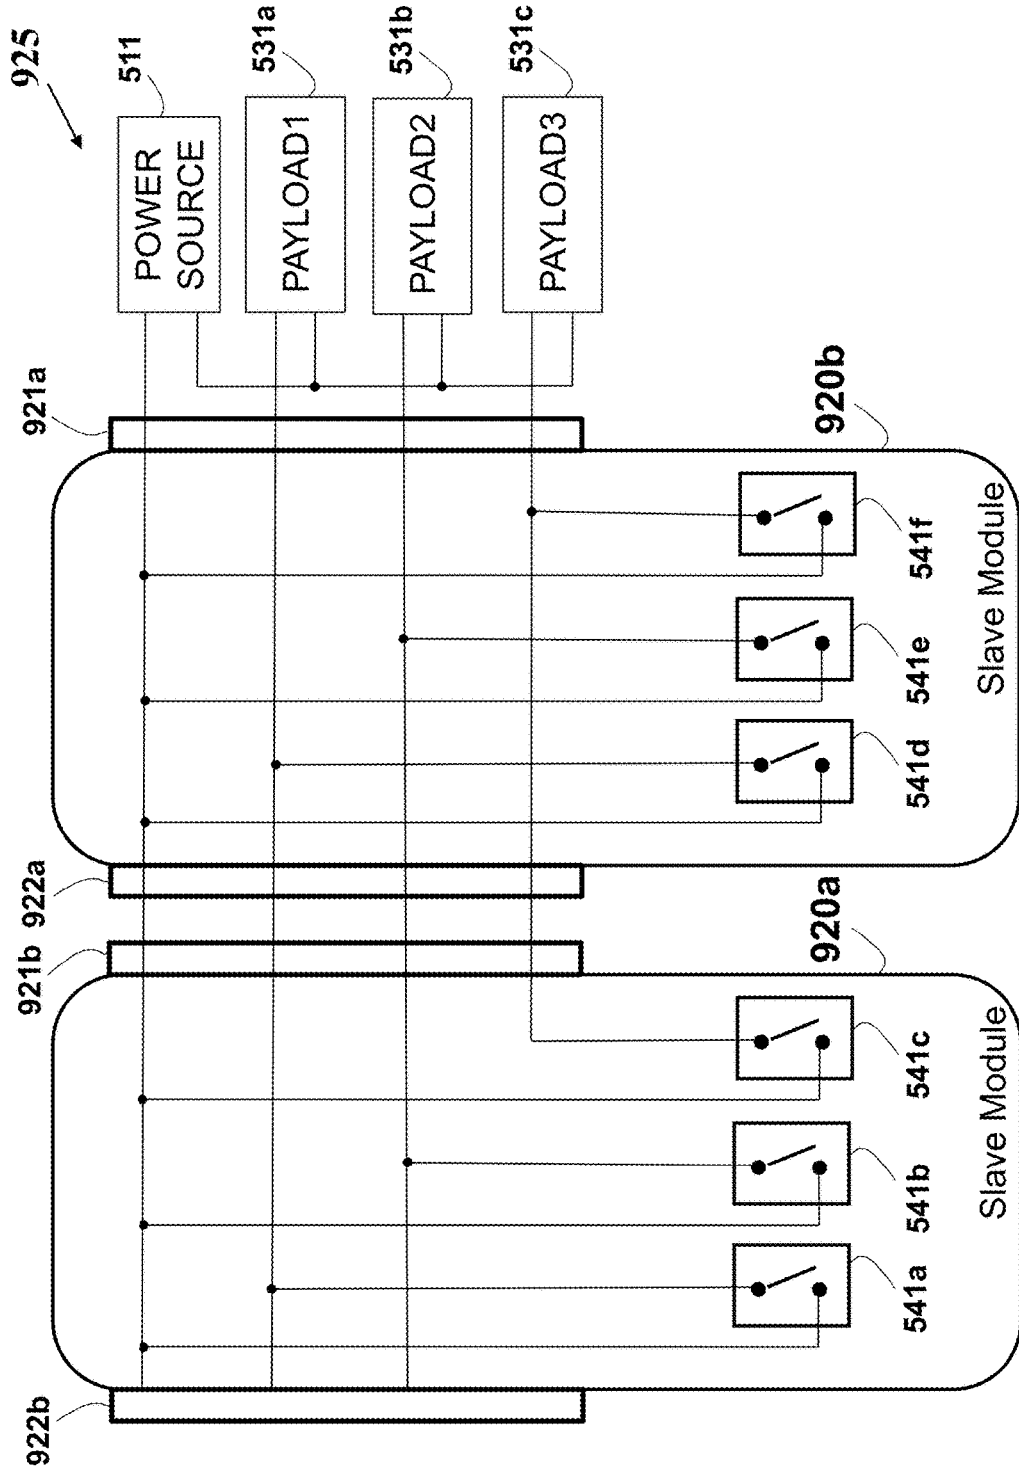 925
POWER
SOURCE
511
PAYLOAD1
531a
PAYLOAD2
531b
PAYLOAD3
531c
922b
921b
922a
921a
541a
541b
541c
541d
541e
541f
920a
920b
Slave Module
Slave Module